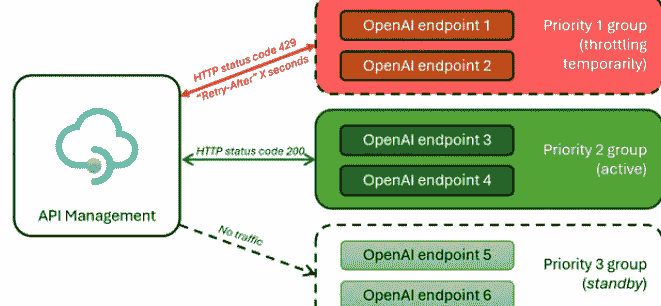 HTTP status code 429
"Retry-After" X seconds
OpenAI endpoint 1
OpenAI endpoint 2
Priority 1 group
(throttling
temporarily)
API Management
HTTP status code 200
OpenAI endpoint 3
OpenAI endpoint 4
Priority 2 group
(active)
No traffic
OpenAI endpoint 5
OpenAI endpoint 6
Priority 3 group
(standby)